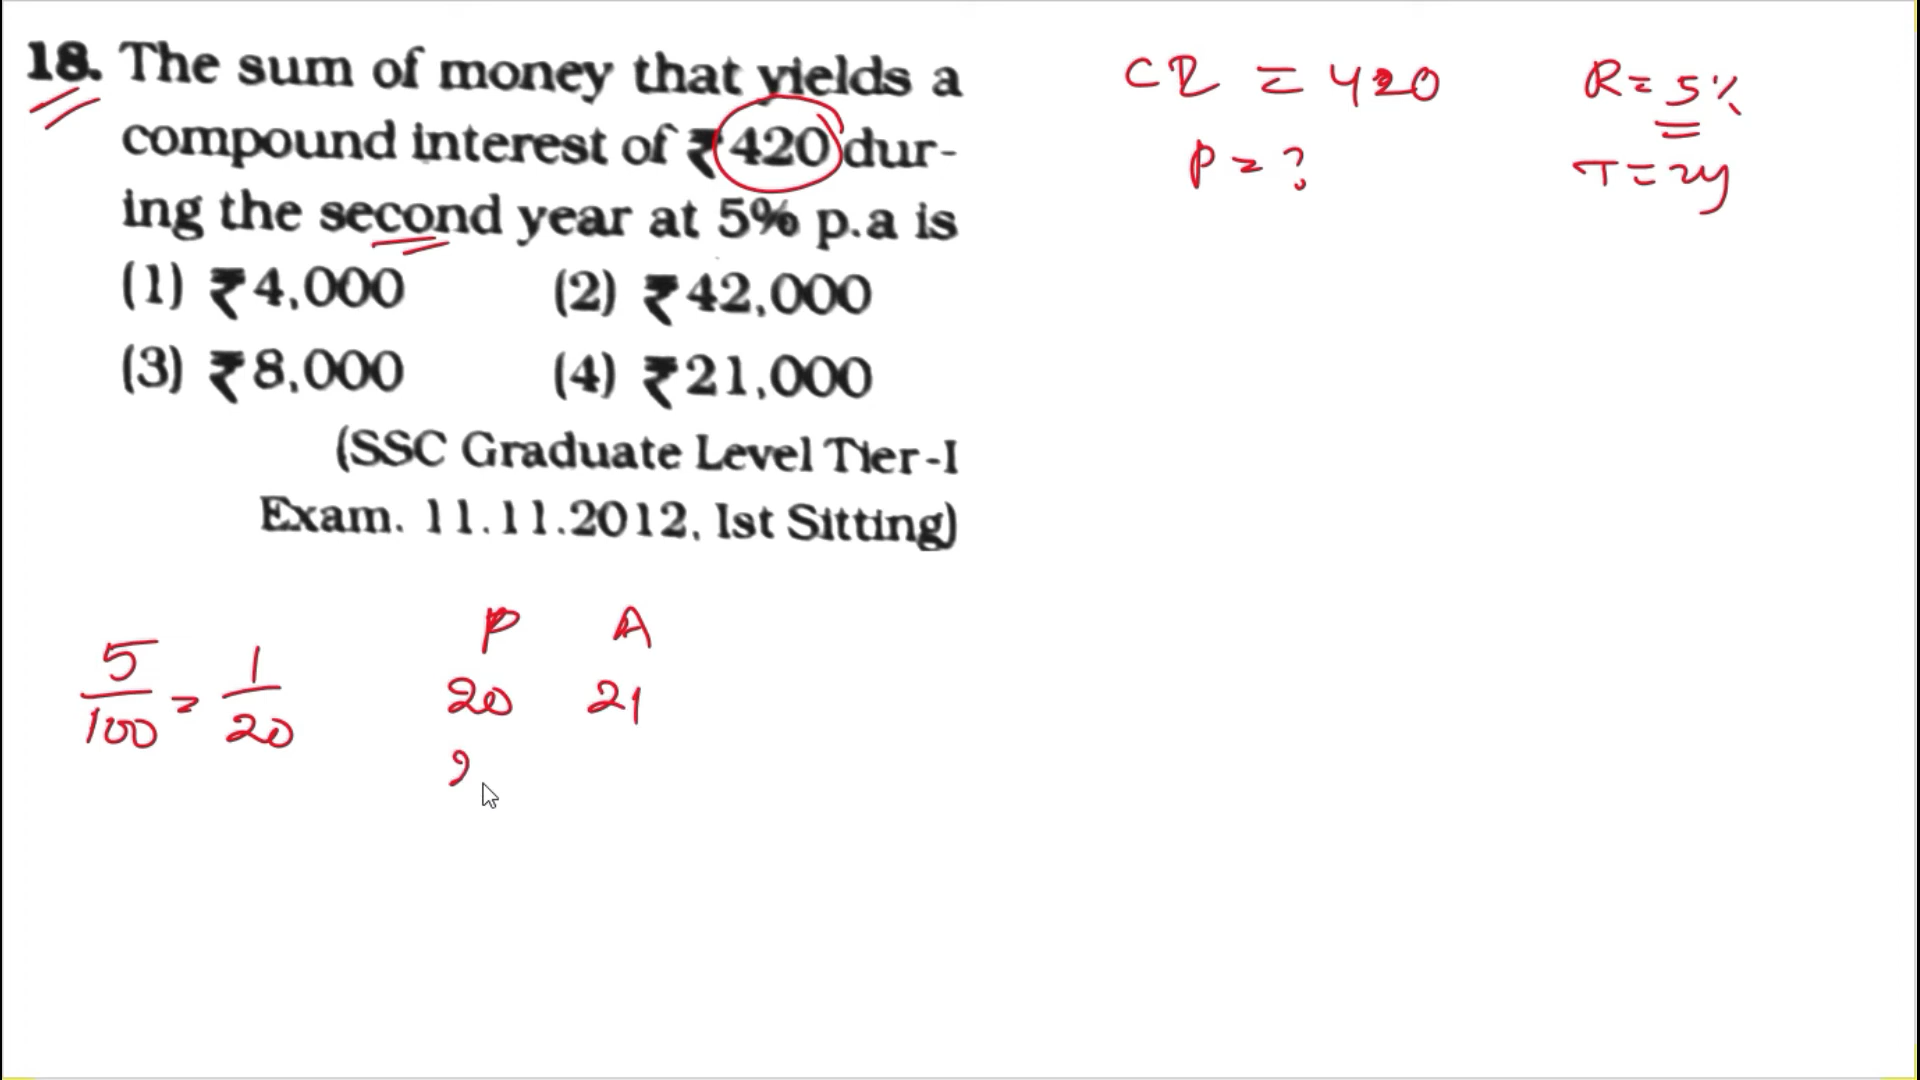 18. The sum of money that yields a
compound interest of ₹420 dur-
ing the second year at 5% p.a is
(1) ₹4,000 (2) ₹42,000
(3) ₹8,000 (4) ₹21,000
(SSC Graduate Level Tier-I
Exam. 11.11.2012, Ist Sitting)
CI = 420 R = 5%
P = ? T = 2y
P A
5/100 = 1/20 20 21
2